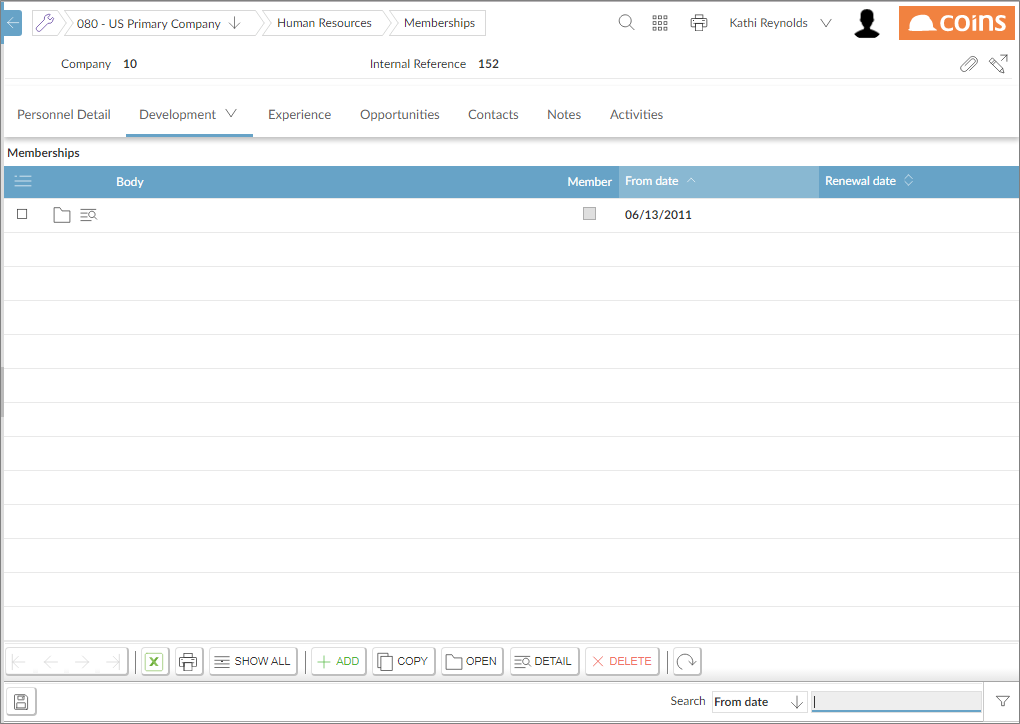 080 - US Primary Company Human Resources Memberships Kathi Reynolds coins
Company 10 Internal Reference 152
Personnel Detail Development Experience Opportunities Contacts Notes Activities
Memberships
Body Member From date Renewal date
06/13/2011
X SHOW ALL ADD COPY OPEN DETAIL DELETE
Search From date